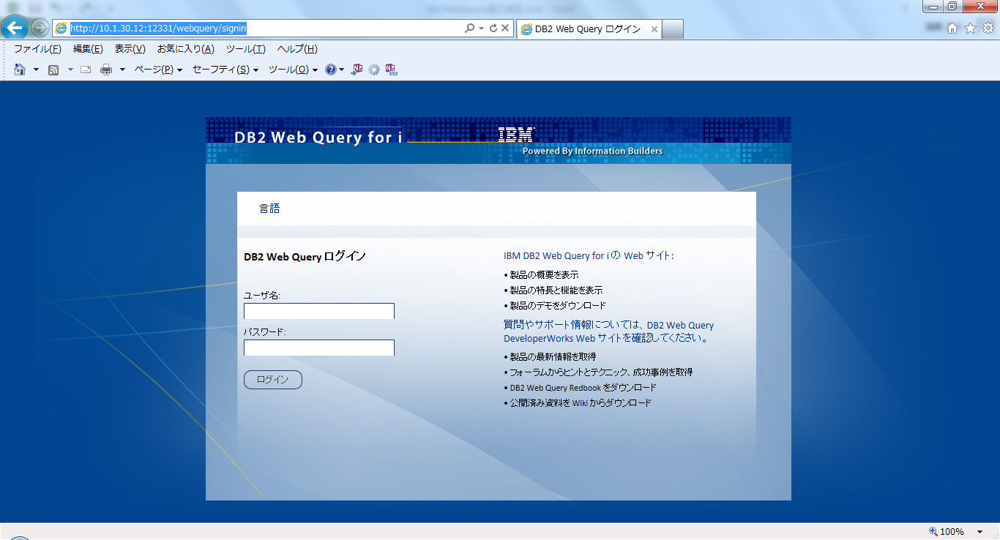 http://10.1.30.12:12331/webquery/signin
DB2 Web Query ログイン
ファイル(F) 編集(E) 表示(V) お気に入り(A) ツール(T) ヘルプ(H)
ページ(P) セーフティ(S) ツール(O)
DB2 Web Query for i
IBM
Powered By Information Builders
言語
DB2 Web Query ログイン
ユーザ名:
パスワード:
ログイン
IBM DB2 Web Query for i の Web サイト:
• 製品の概要を表示
• 製品の特長と機能を表示
• 製品のデモをダウンロード
質問やサポート情報については、DB2 Web Query
DeveloperWorks Web サイトを確認してください。
• 製品の最新情報を取得
• フォーラムからヒントとテクニック、成功事例を取得
• DB2 Web Query Redbook をダウンロード
• 公開済み資料を Wiki からダウンロード
100%